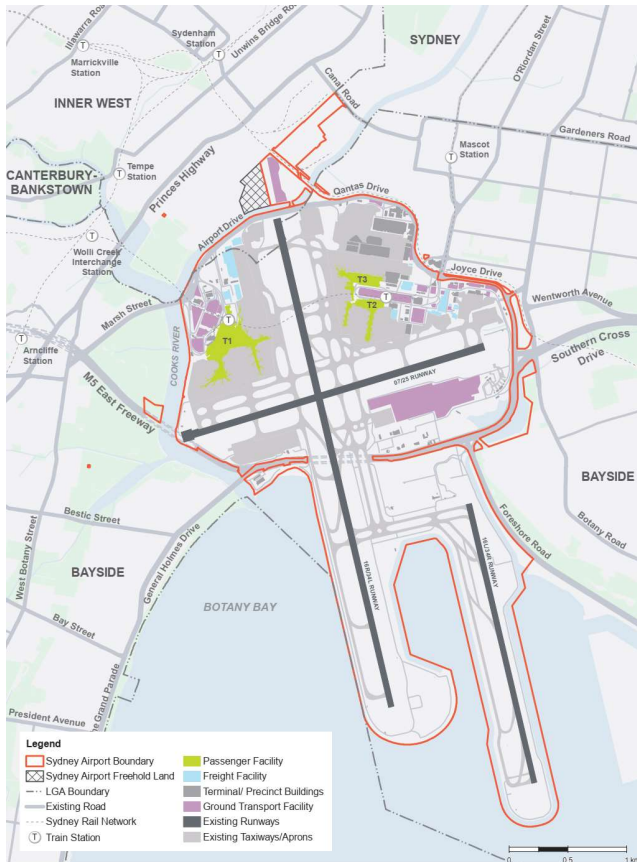 Illawarra Street
Sydenham
Station
Unwins Bridge Road
SYDNEY
O'Riordan Street
Marrickville
Station
INNER WEST
Canal Road
Gardeners Road
Mascot
Station
CANTERBURY-
BANKSTOWN
Tempe
Station
Princes Highway
Qantas Drive
Airport Drive
Wolli Creek
Interchange
Station
Joyce Drive
T3
T2
T1
Marsh Street
Wentworth Avenue
Southern Cross
Drive
Arncliffe
Station
COOKS RIVER
M5 East Freeway
07/25 RUNWAY
BAYSIDE
Bestic Street
West Botany Street
General Holmes Drive
Foreshore Road
Botany Road
BAYSIDE
16R/34L RUNWAY
16L/34R RUNWAY
BOTANY BAY
Bay Street
President Avenue
The Grand Parade
Legend
Sydney Airport Boundary
Sydney Airport Freehold Land
LGA Boundary
Existing Road
Sydney Rail Network
T Train Station
Passenger Facility
Freight Facility
Terminal/ Precinct Buildings
Ground Transport Facility
Existing Runways
Existing Taxiways/Aprons
0 0.5 1